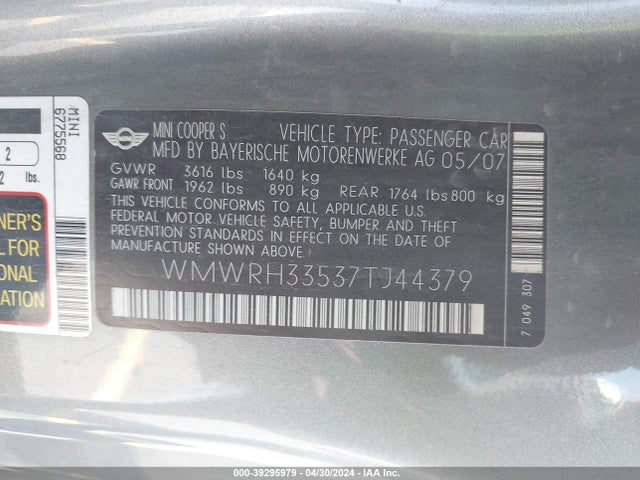 MINI
MINI COOPER S VEHICLE TYPE: PASSENGER CAR
MFD BY BAYERISCHE MOTORENWERKE AG 05/07
GVWR 3616 lbs 1640 kg
GAWR FRONT 1962 lbs 890 kg REAR 1764 lbs 800 kg
THIS VEHICLE CONFORMS TO ALL APPLICABLE U.S.
FEDERAL MOTOR VEHICLE SAFETY, BUMPER AND THEFT
PREVENTION STANDARDS IN EFFECT ON THE DATE OF
MANUFACTURE SHOWN ABOVE.
WMWRH33537TJ44379
7 049 307
MINI
6775568
2
2 lbs.
NER'S
L FOR
ONAL
ATION
000-39295979 - 04/30/2024 - IAA Inc.